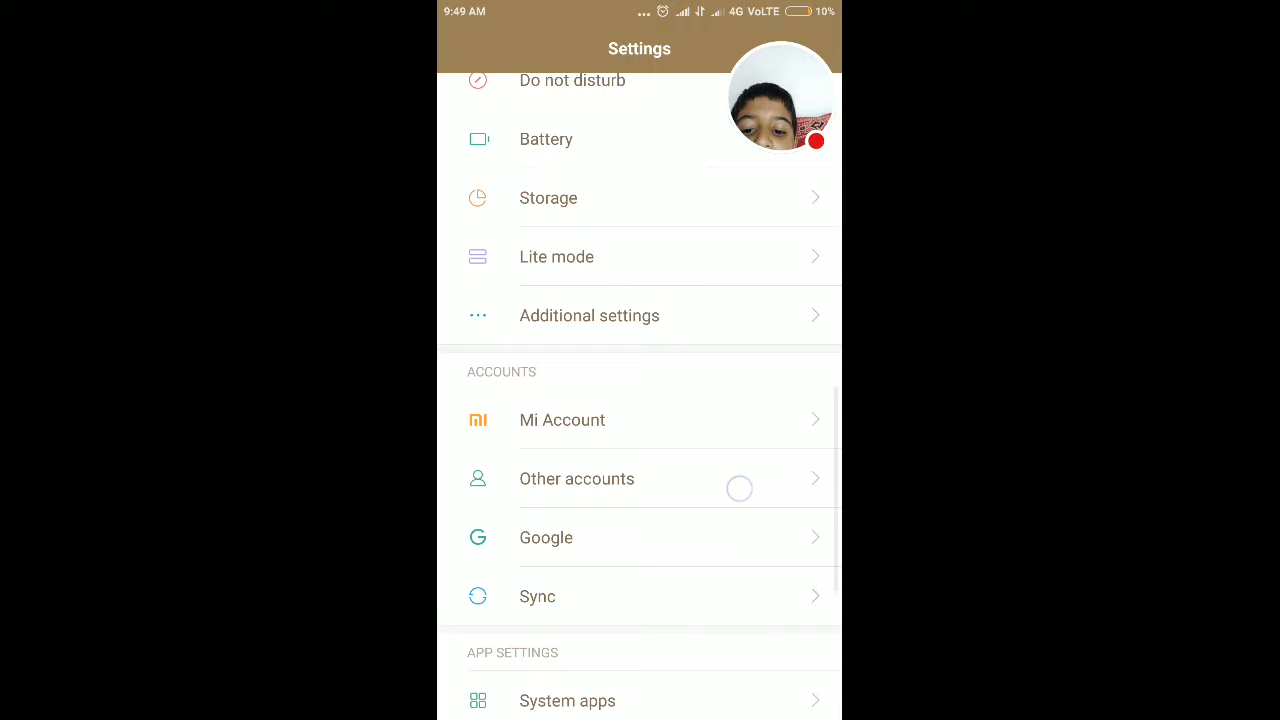 9:49 AM
... 4G VoLTE 10%
Settings
Do not disturb
Battery
Storage
Lite mode
Additional settings
ACCOUNTS
mi Mi Account
Other accounts
G Google
Sync
APP SETTINGS
System apps